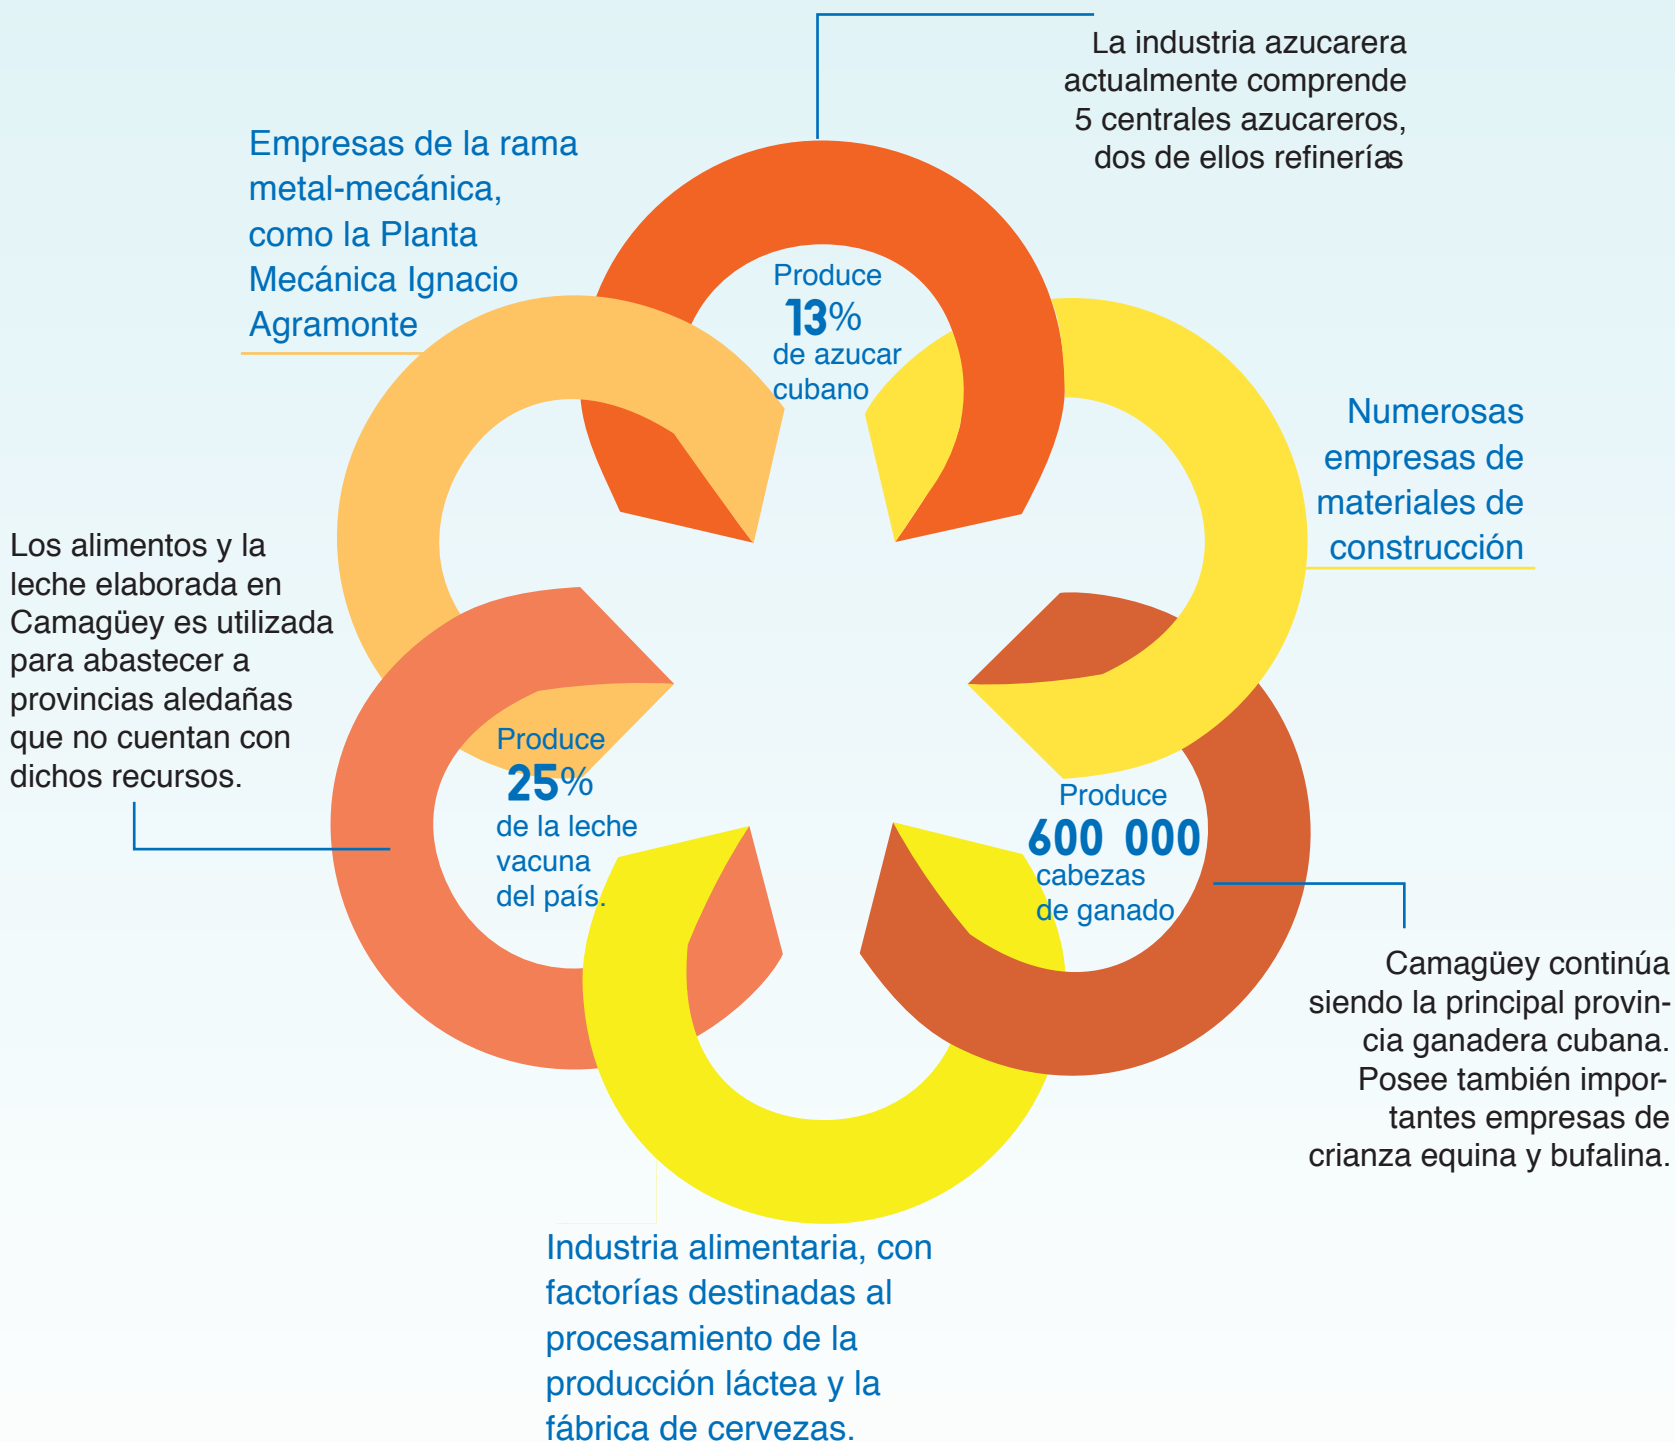 La industria azucarera
actualmente comprende
5 centrales azucareros,
dos de ellos refinerías
Empresas de la rama
metal-mecánica,
como la Planta
Mecánica Ignacio
Agramonte
Produce
13%
de azucar
cubano
Numerosas
empresas de
materiales de
construcción
Los alimentos y la
leche elaborada en
Camagüey es utilizada
para abastecer a
provincias aledañas
que no cuentan con
dichos recursos.
Produce
25%
de la leche
vacuna
del país.
Produce
600 000
cabezas
de ganado
Camagüey continúa
siendo la principal provin-
cia ganadera cubana.
Posee también impor-
tantes empresas de
crianza equina y bufalina.
Industria alimentaria, con
factorías destinadas al
procesamiento de la
producción láctea y la
fábrica de cervezas.